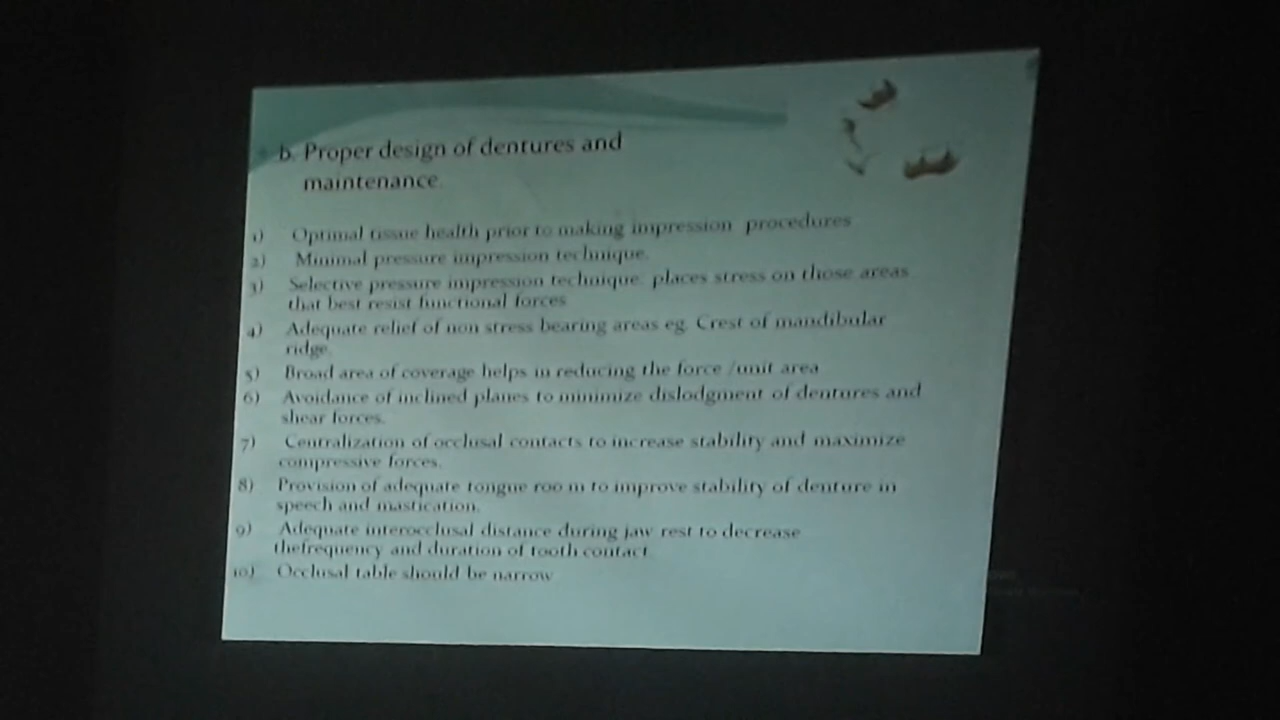 b. Proper design of dentures and
maintenance.
1) Optimal tissue health prior to making impression procedures
2) Minimal pressure impression technique.
3) Selective pressure impression technique. places stress on those areas
that best resist functional forces
4) Adequate relief of non stress bearing areas eg. Crest of mandibular
ridge.
5) Broad area of coverage helps in reducing the force /unit area
6) Avoidance of inclined planes to minimize dislodgment of dentures and
shear forces.
7) Centralization of occlusal contacts to increase stability and maximize
compressive forces.
8) Provision of adequate tongue roo m to improve stability of denture in
speech and mastication.
9) Adequate interocclusal distance during jaw rest to decrease
thefrequency and duration of tooth contact
10) Occlusal table should be narrow